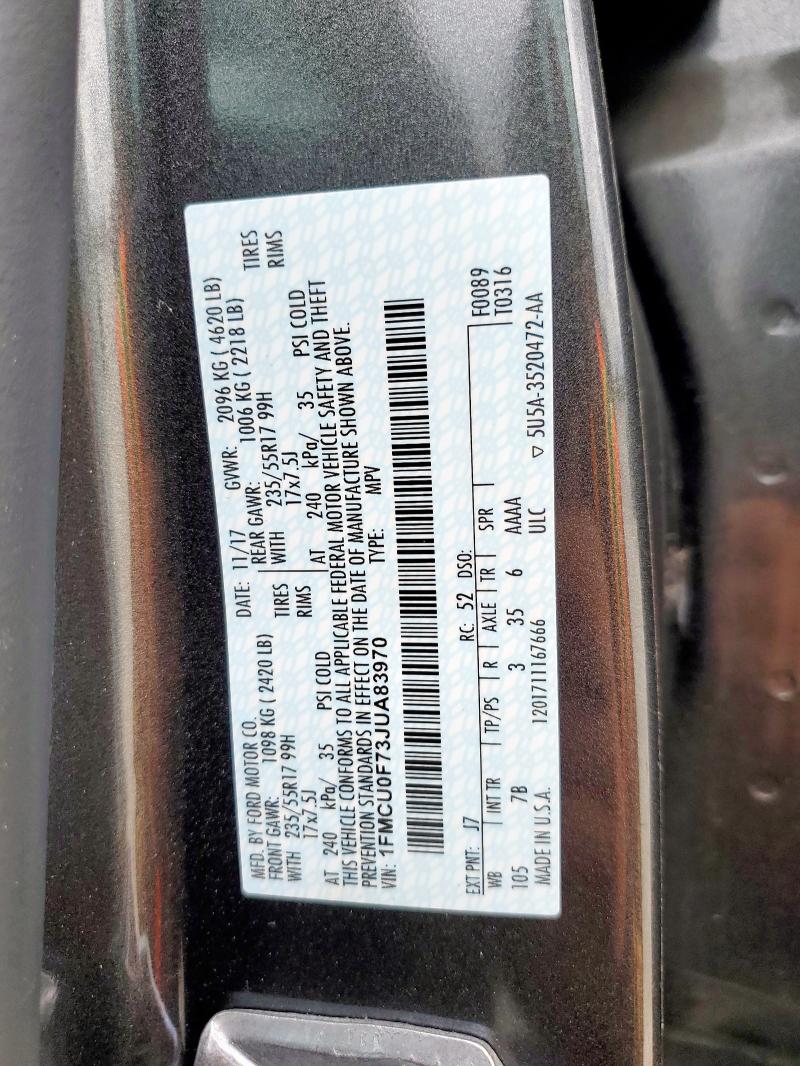 MFD. BY FORD MOTOR CO.
DATE: 11/17 GVWR: 2096 KG ( 4620 LB)
FRONT GAWR: 1098 KG ( 2420 LB) REAR GAWR: 1006 KG ( 2218 LB)
WITH 235/55R17 99H TIRES WITH 235/55R17 99H TIRES
17x7.5J RIMS 17x7.5J RIMS
AT 240 kPa/ 35 PSI COLD AT 240 kPa/ 35 PSI COLD
THIS VEHICLE CONFORMS TO ALL APPLICABLE FEDERAL MOTOR VEHICLE SAFETY AND THEFT
PREVENTION STANDARDS IN EFFECT ON THE DATE OF MANUFACTURE SHOWN ABOVE.
VIN: 1FMCU0F73JUA83970 TYPE: MPV
EXT PNT: J7 RC: 52 DSO: F0089
WB INT TR TP/PS R AXLE TR SPR T0316
105 7B 3 35 6 AAAA
MADE IN U.S.A. 1201711167666 ULC ▽ 5U5A-3520472-AA